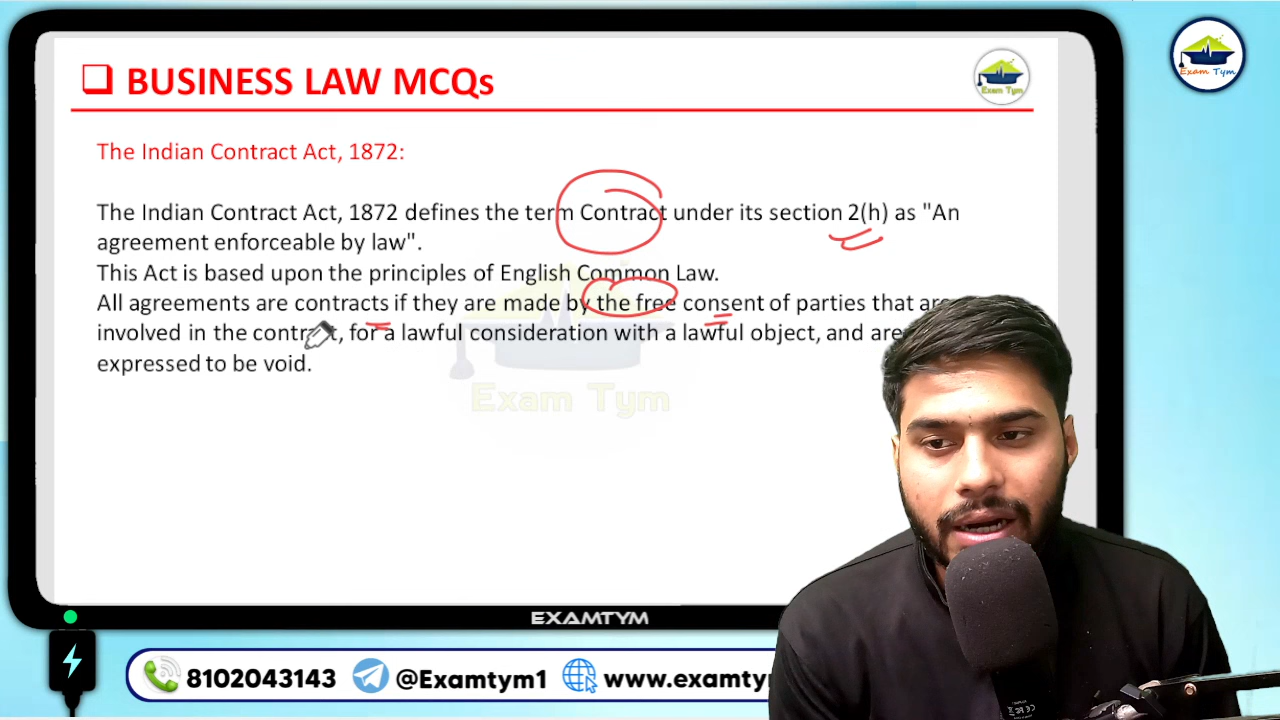 Exam Tym
BUSINESS LAW MCQs
Exam Tym
The Indian Contract Act, 1872:
The Indian Contract Act, 1872 defines the term Contract under its section 2(h) as "An
agreement enforceable by law".
This Act is based upon the principles of English Common Law.
All agreements are contracts if they are made by the free consent of parties that are
involved in the contract, for a lawful consideration with a lawful object, and are
expressed to be void.
Exam Tym
EXAMTYM
8102043143 @Examtym1